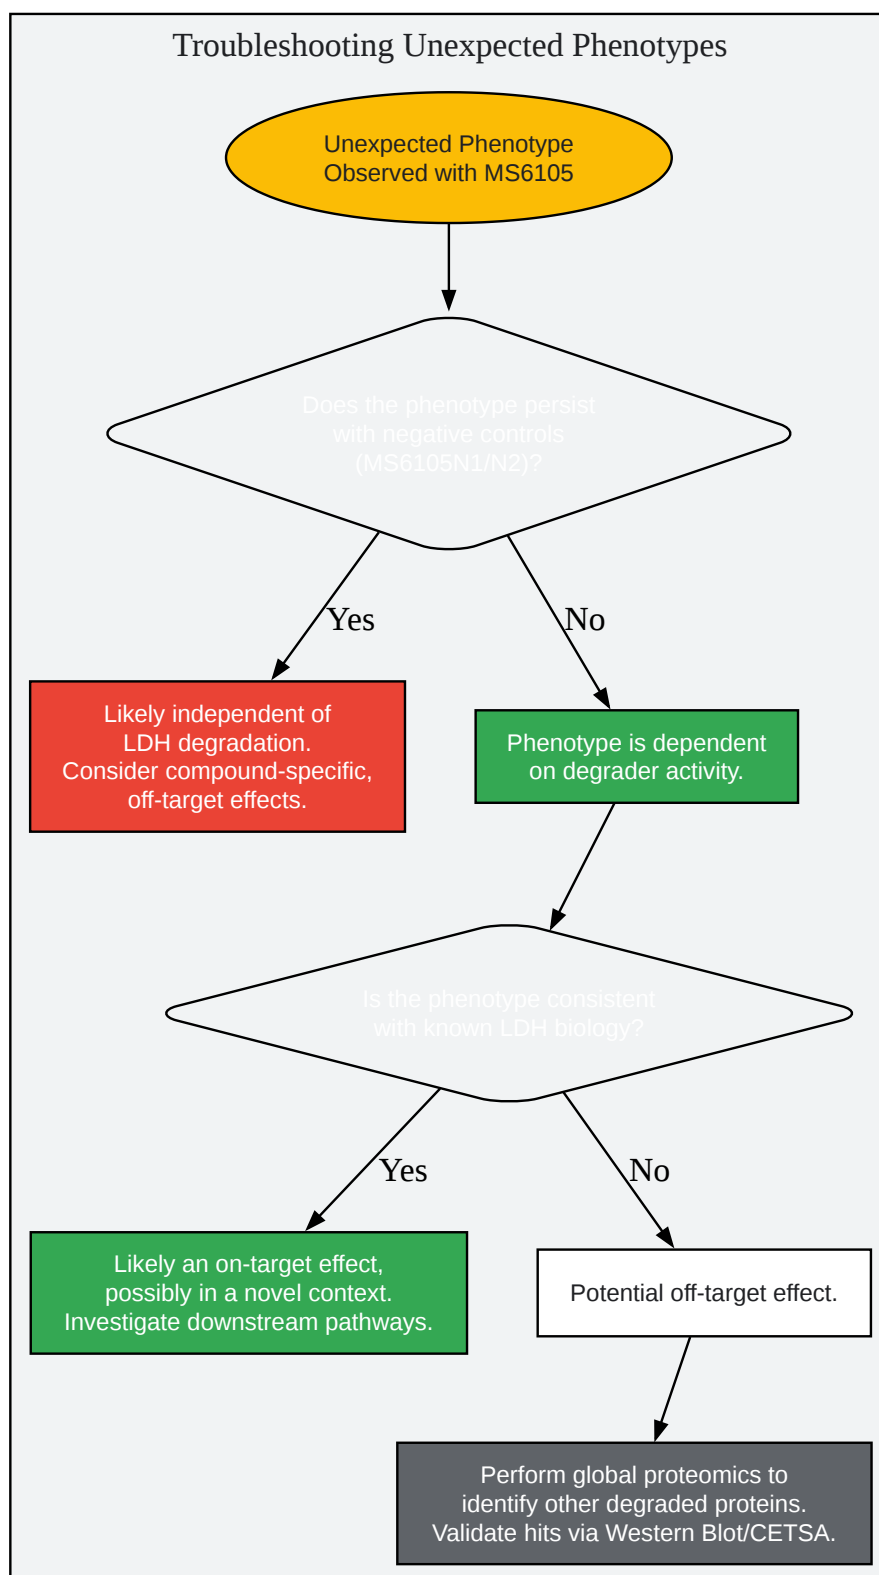 Troubleshooting Unexpected Phenotypes
Unexpected Phenotype
Observed with MS6105
Does the phenotype persist
with negative controls
(MS6105N1/N2)?
Yes
No
Likely independent of
LDH degradation.
Consider compound-specific,
off-target effects.
Phenotype is dependent
on degrader activity.
Is the phenotype consistent
with known LDH biology?
Yes
No
Likely an on-target effect,
possibly in a novel context.
Investigate downstream pathways.
Potential off-target effect.
Perform global proteomics to
identify other degraded proteins.
Validate hits via Western Blot/CETSA.